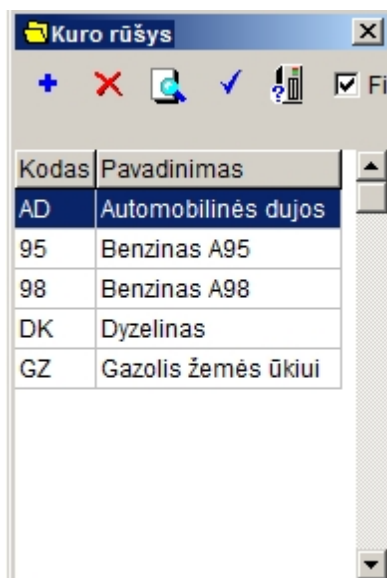 Kuro rūšys
Fi
Kodas Pavadinimas
AD Automobilinės dujos
95 Benzinas A95
98 Benzinas A98
DK Dyzelinas
GZ Gazolis žemės ūkiui